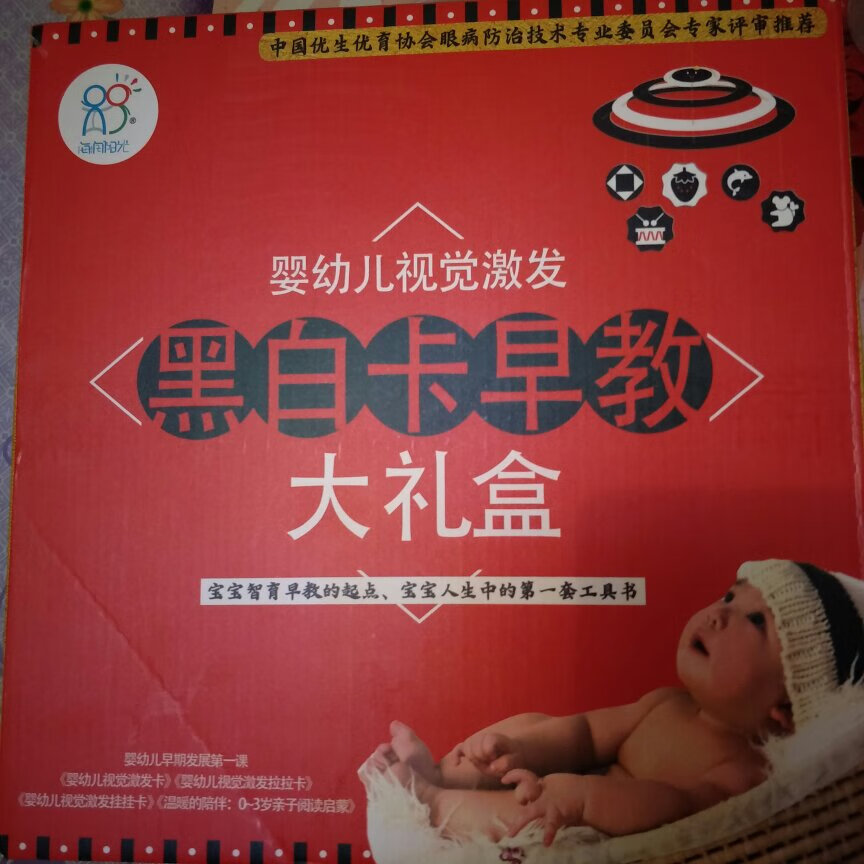 中国优生优育协会眼病防治技术专业委员会专家评审推荐
海润阳光
婴幼儿视觉激发
黑白卡早教
大礼盒
宝宝智育早教的起点、宝宝人生中的第一套工具书
婴幼儿早期发展第一课
《婴幼儿视觉激发卡》《婴幼儿视觉激发拉拉卡》
《婴幼儿视觉激发挂挂卡》《温暖的陪伴：0~3岁亲子阅读启蒙》